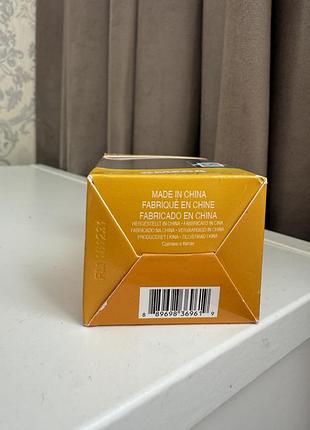 MADE IN CHINA
FABRIQUÉ EN CHINE
FABRICADO EN CHINA
HERGESTELLT IN CHINA • FABBRICATO IN CINA
FABRICADO NA CHINA • VERVAARDIGD IN CHINA
PRODUCERET I KINA • TILLVERKAD I KINA
Сделано в Китае
8 89698 36961 9